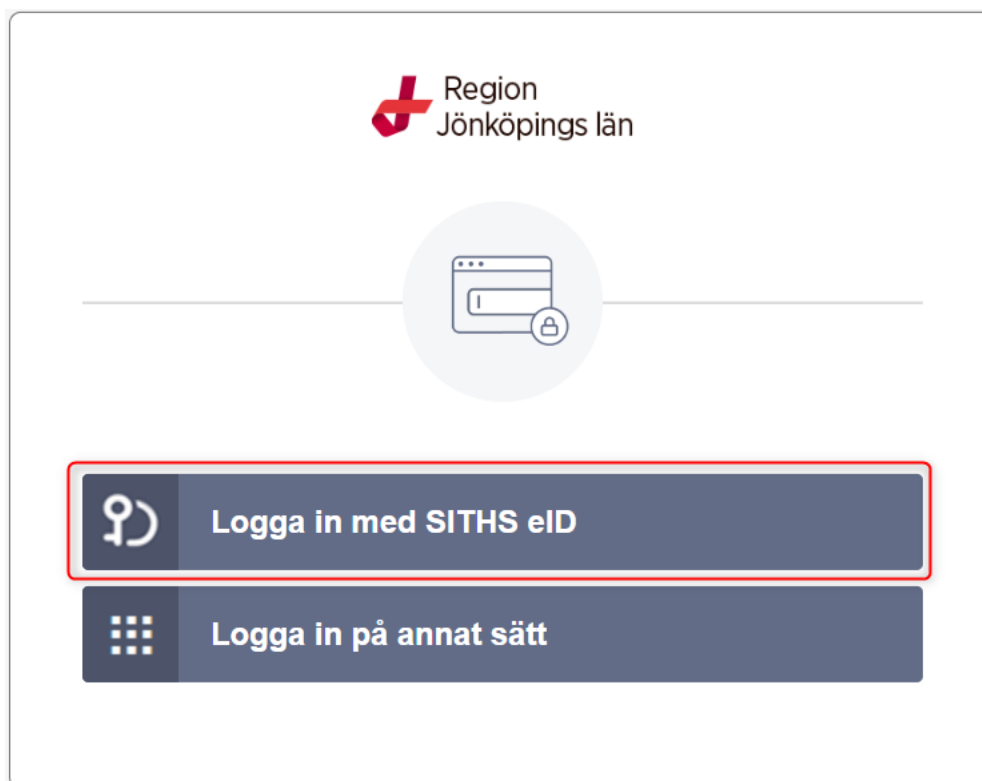 Region
Jönköpings län
Logga in med SITHS eID
Logga in på annat sätt